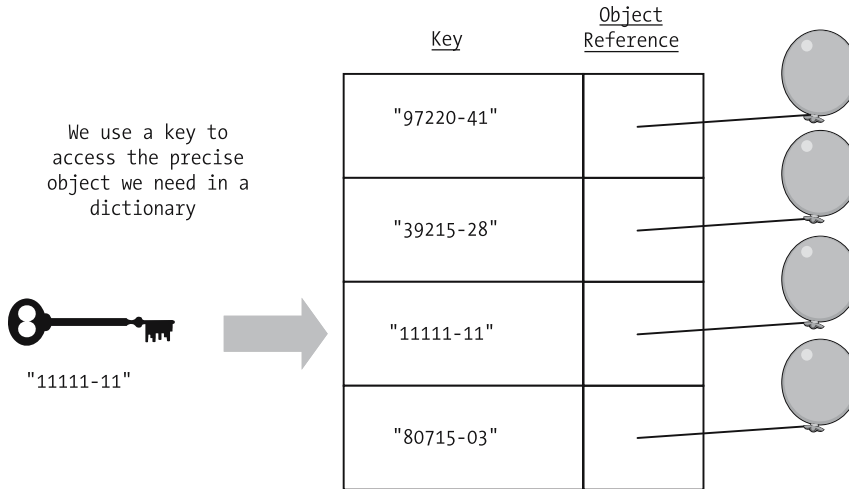 Key
Object
Reference
We use a key to
access the precise
object we need in a
dictionary
"11111-11"
"97220-41"
"39215-28"
"11111-11"
"80715-03"